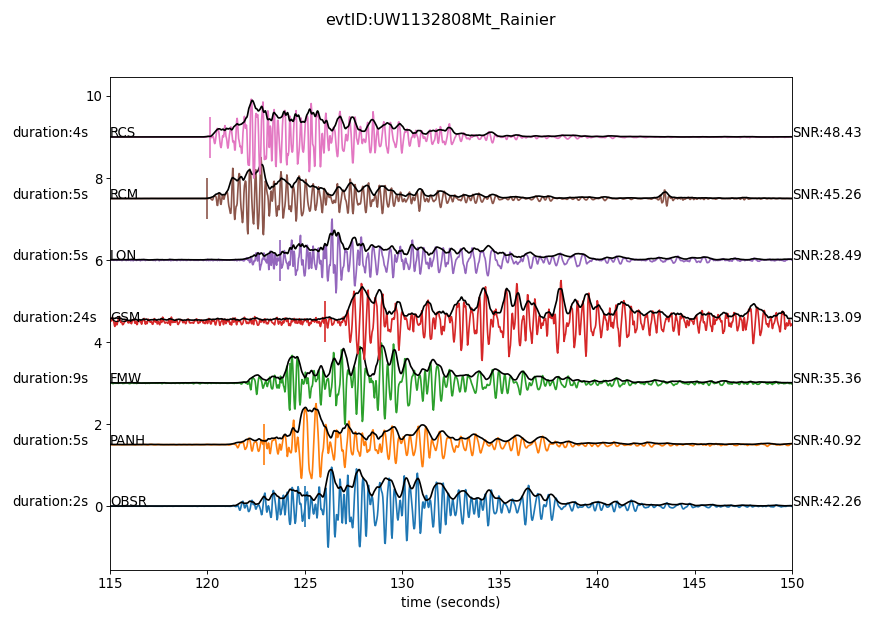 evtID:UW1132808Mt_Rainier
10
duration:4s RCS SNR:48.43
8
duration:5s RCM SNR:45.26
duration:5s LON SNR:28.49
6
duration:24s GSM SNR:13.09
4
duration:9s FMW SNR:35.36
2
duration:5s PANH SNR:40.92
duration:2s OBSR SNR:42.26
0
115 120 125 130 135 140 145 150
time (seconds)